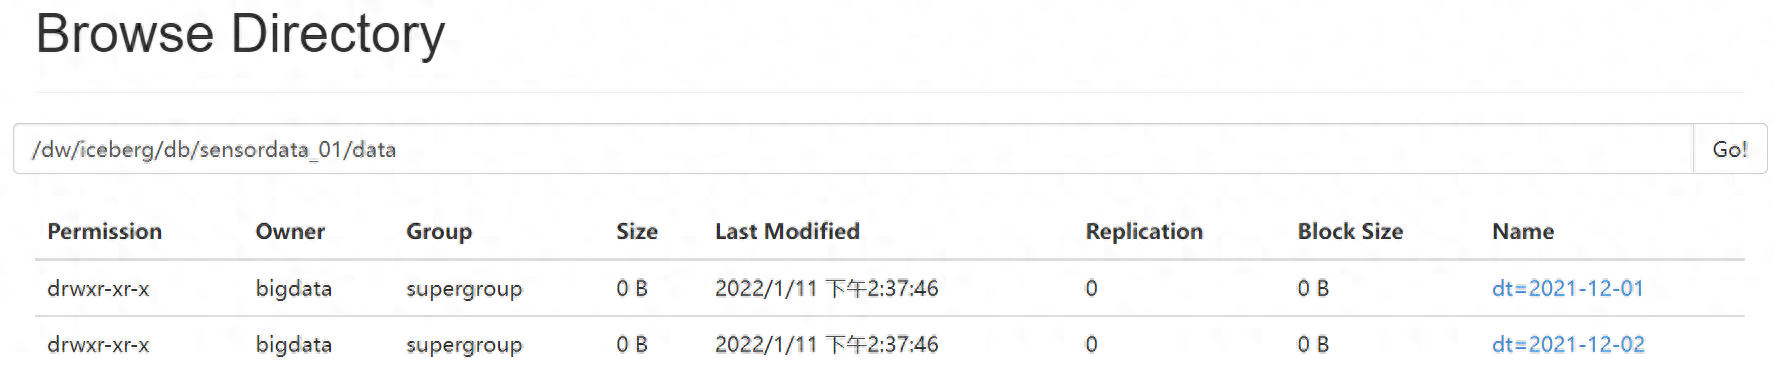 Browse Directory
/dw/iceberg/db/sensordata_01/data Go!
Permission Owner Group Size Last Modified Replication Block Size Name
drwxr-xr-x bigdata supergroup 0 B 2022/1/11 下午2:37:46 0 0 B dt=2021-12-01
drwxr-xr-x bigdata supergroup 0 B 2022/1/11 下午2:37:46 0 0 B dt=2021-12-02